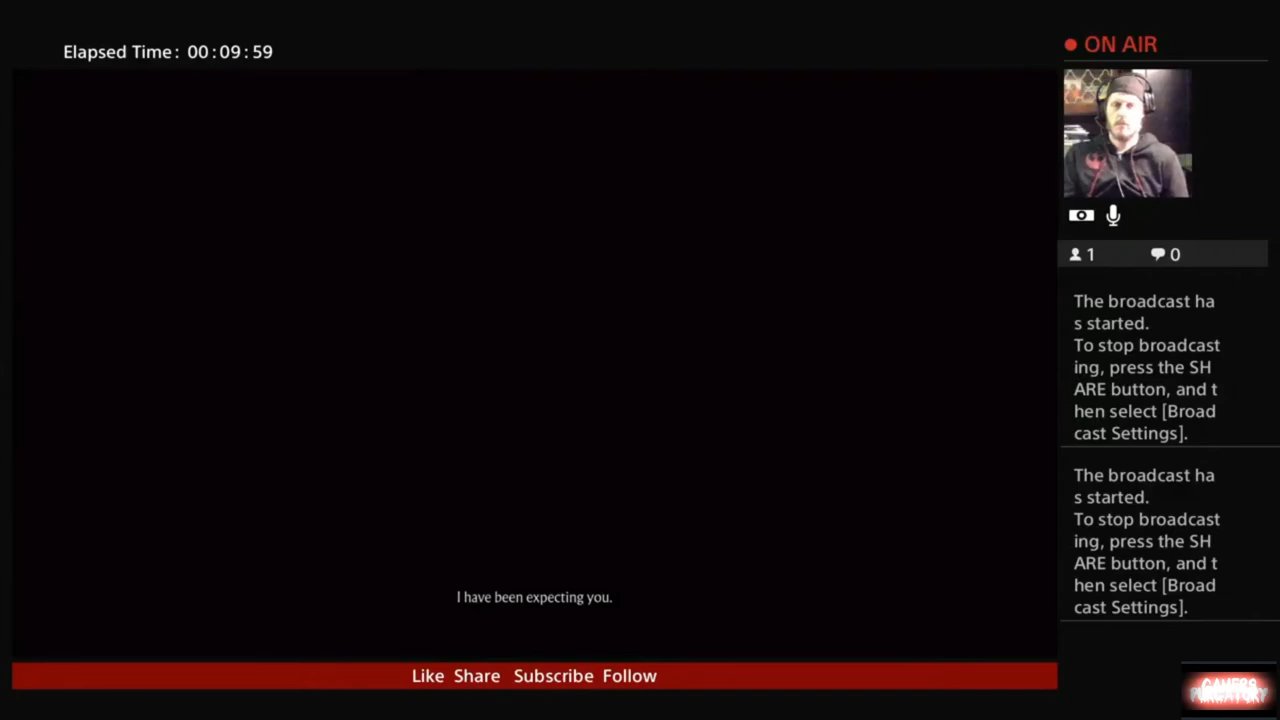 Elapsed Time: 00:09:59
ON AIR
1 0
The broadcast ha
s started.
To stop broadcast
ing, press the SH
ARE button, and t
hen select [Broad
cast Settings].
The broadcast ha
s started.
To stop broadcast
ing, press the SH
ARE button, and t
hen select [Broad
cast Settings].
I have been expecting you.
Like Share Subscribe Follow
GAMERS
PURGATORY